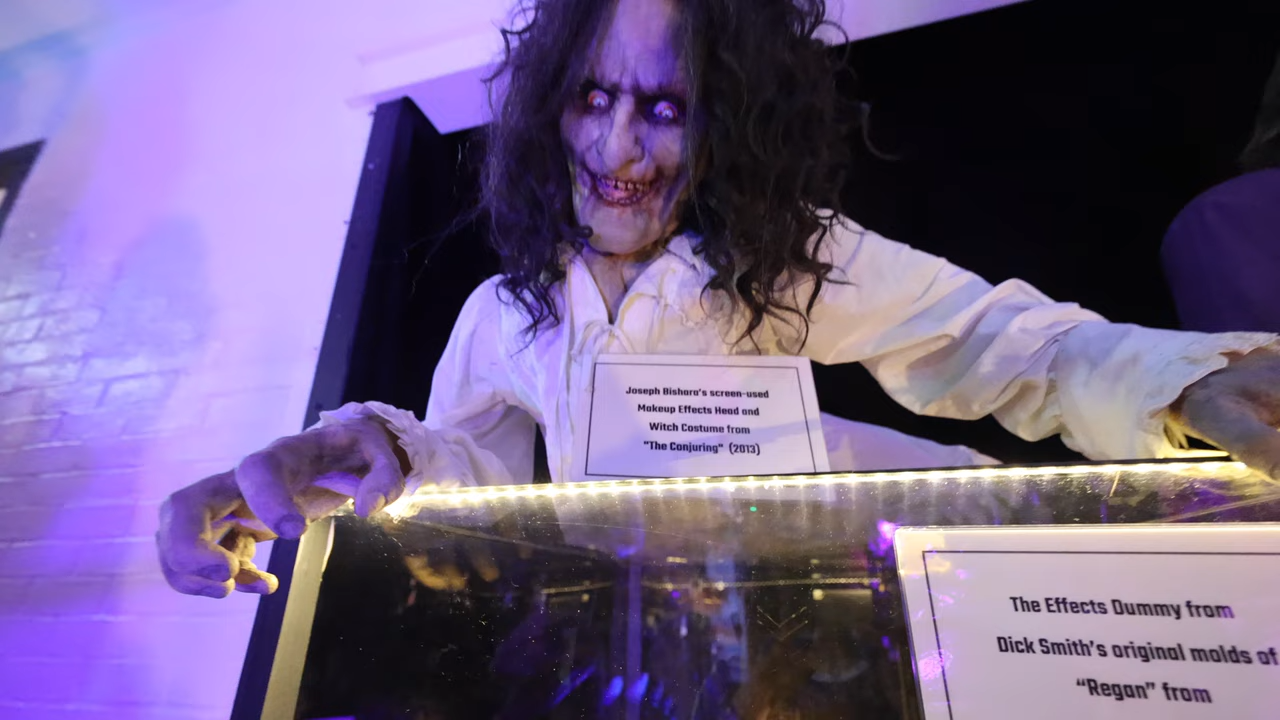 Joseph Bishara's screen-used
Makeup Effects Head and
Witch Costume from
"The Conjuring" (2013)
The Effects Dummy from
Dick Smith's original molds of
“Regan” from